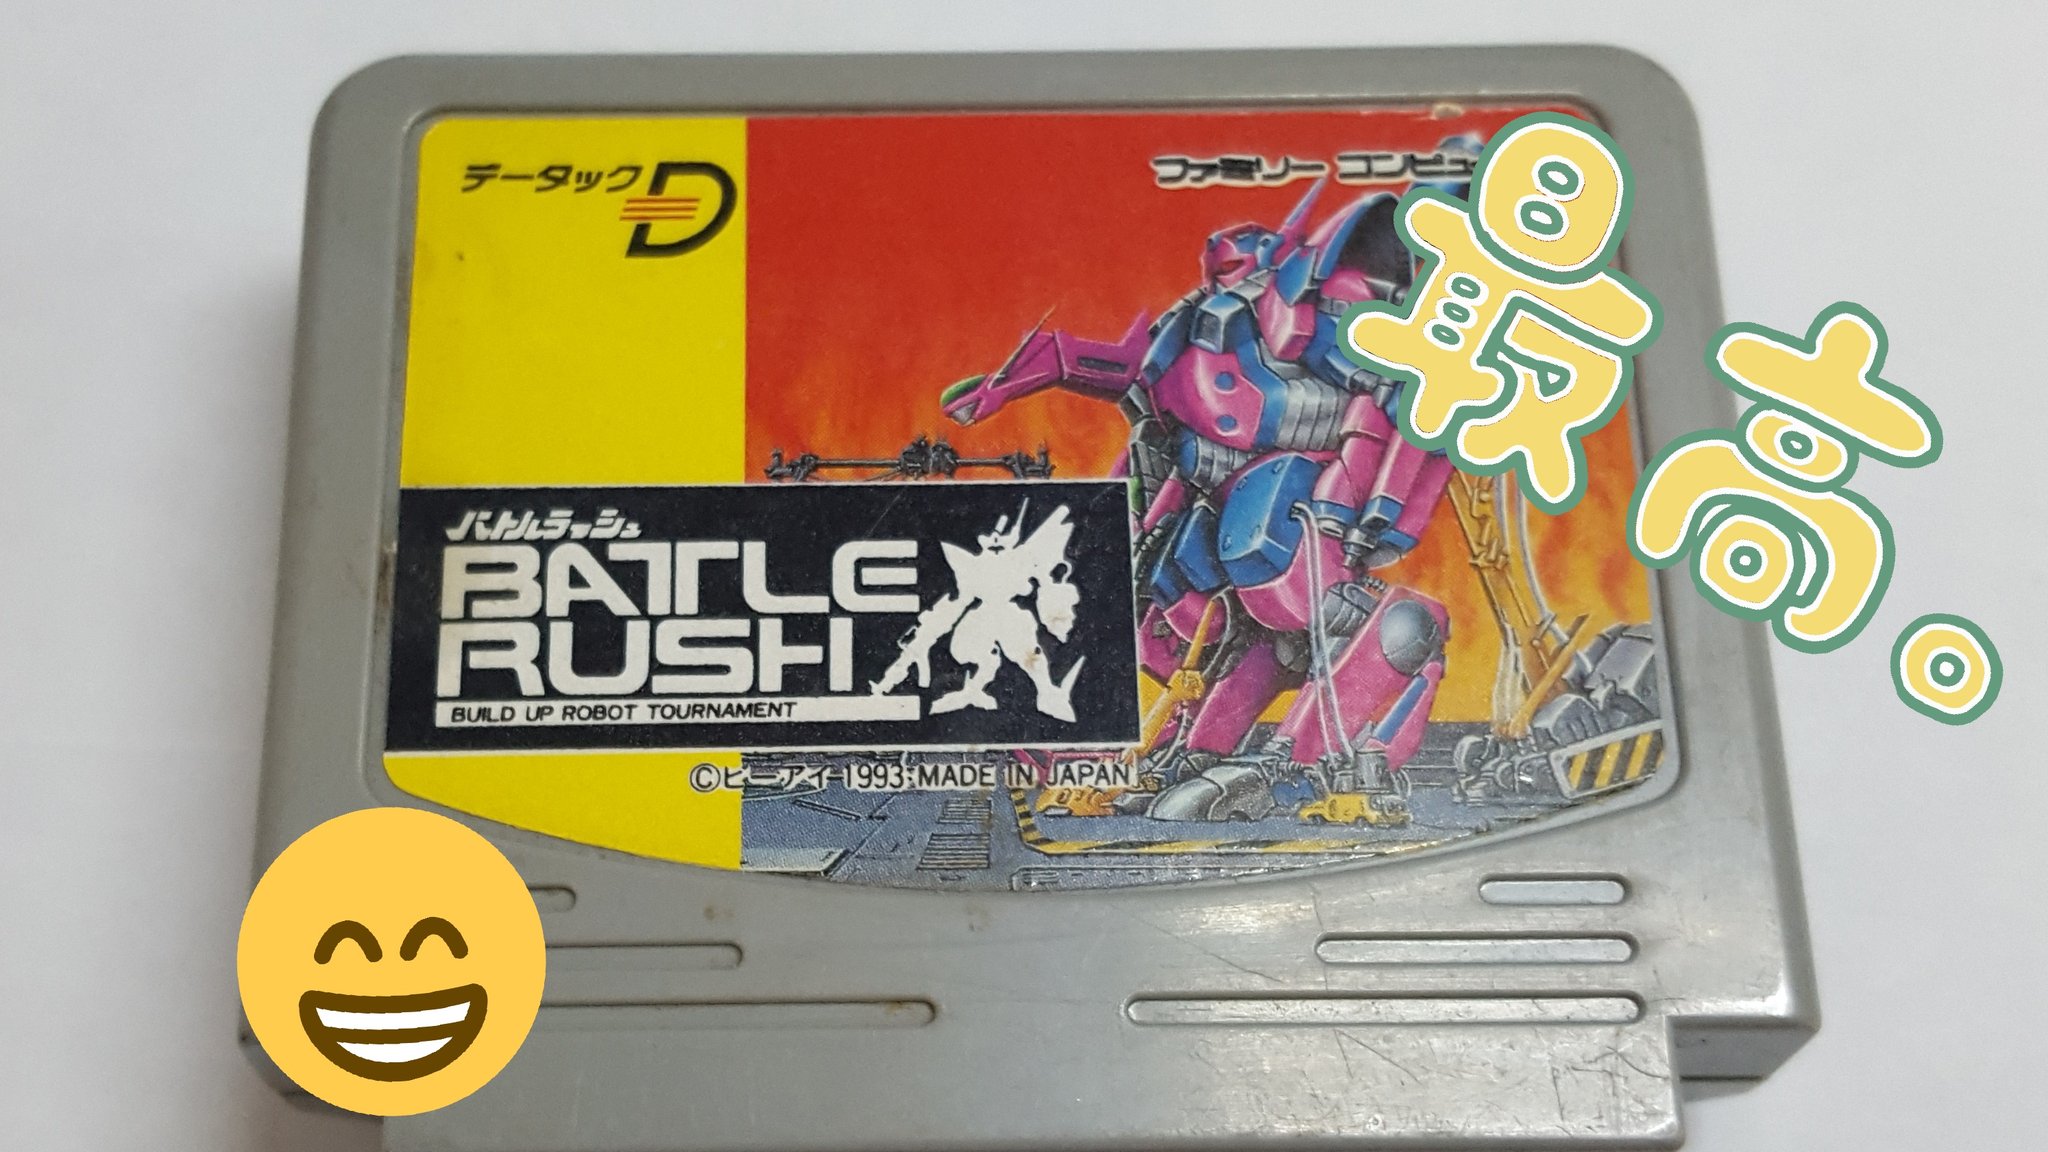 データック D
ファミリー コンピュ
最高。
バトルラッシュ
BATTLE
RUSH
BUILD UP ROBOT TOURNAMENT
©ビーアイ 1993 MADE IN JAPAN